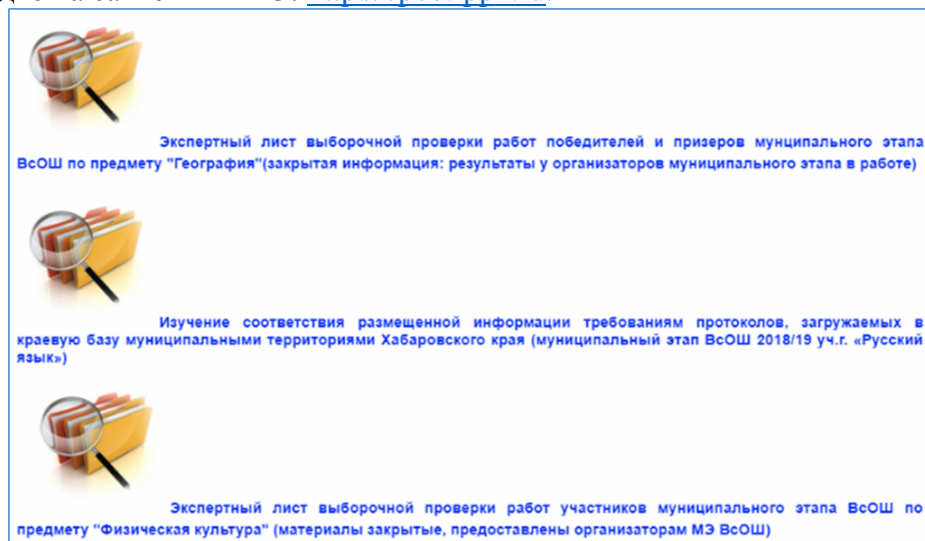 Экспертный лист выборочной проверки работ победителей и призеров мунципального этапа
ВсОШ по предмету "География"(закрытая информация: результаты у организаторов муниципального этапа в работе)
Изучение соответствия размещенной информации требованиям протоколов, загружаемых в
краевую базу муниципальными территориями Хабаровского края (муниципальный этап ВсОШ 2018/19 уч.г. «Русский
язык»)
Экспертный лист выборочной проверки работ участников муниципального этапа ВсОШ по
предмету "Физическая культура" (материалы закрытые, предоставлены организаторам МЭ ВсОШ)